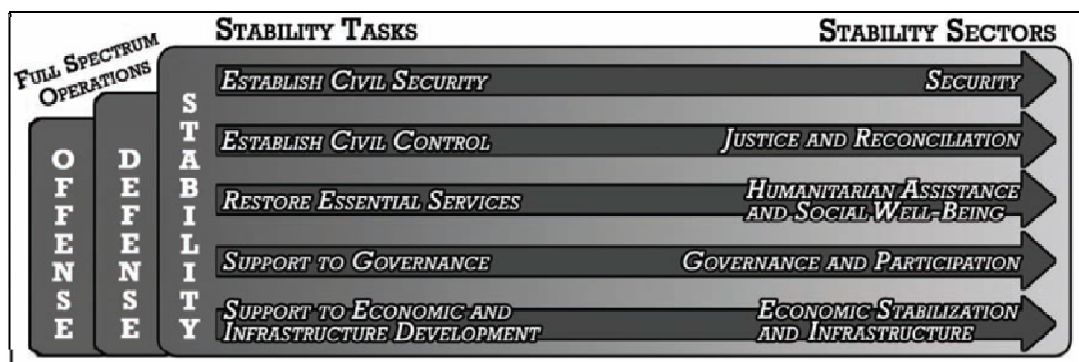 FULL SPECTRUM
OPERATIONS
OFFENSE
DEFENSE
STABILITY
STABILITY TASKS
STABILITY SECTORS
ESTABLISH CIVIL SECURITY
SECURITY
ESTABLISH CIVIL CONTROL
JUSTICE AND RECONCILIATION
RESTORE ESSENTIAL SERVICES
HUMANITARIAN ASSISTANCE
AND SOCIAL WELL-BEING
SUPPORT TO GOVERNANCE
GOVERNANCE AND PARTICIPATION
SUPPORT TO ECONOMIC AND
INFRASTRUCTURE DEVELOPMENT
ECONOMIC STABILIZATION
AND INFRASTRUCTURE